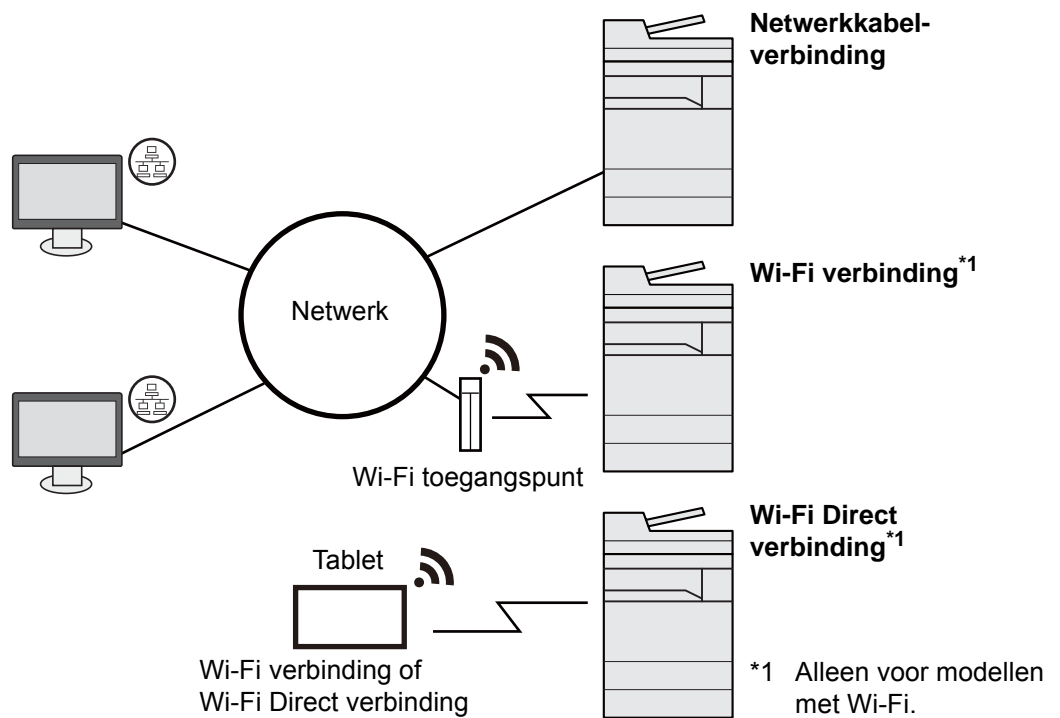 Netwerkkabel-
verbinding
Netwerk
Wi-Fi verbinding*1
Wi-Fi toegangspunt
Wi-Fi Direct
verbinding*1
Tablet
Wi-Fi verbinding of
Wi-Fi Direct verbinding
*1 Alleen voor modellen
met Wi-Fi.